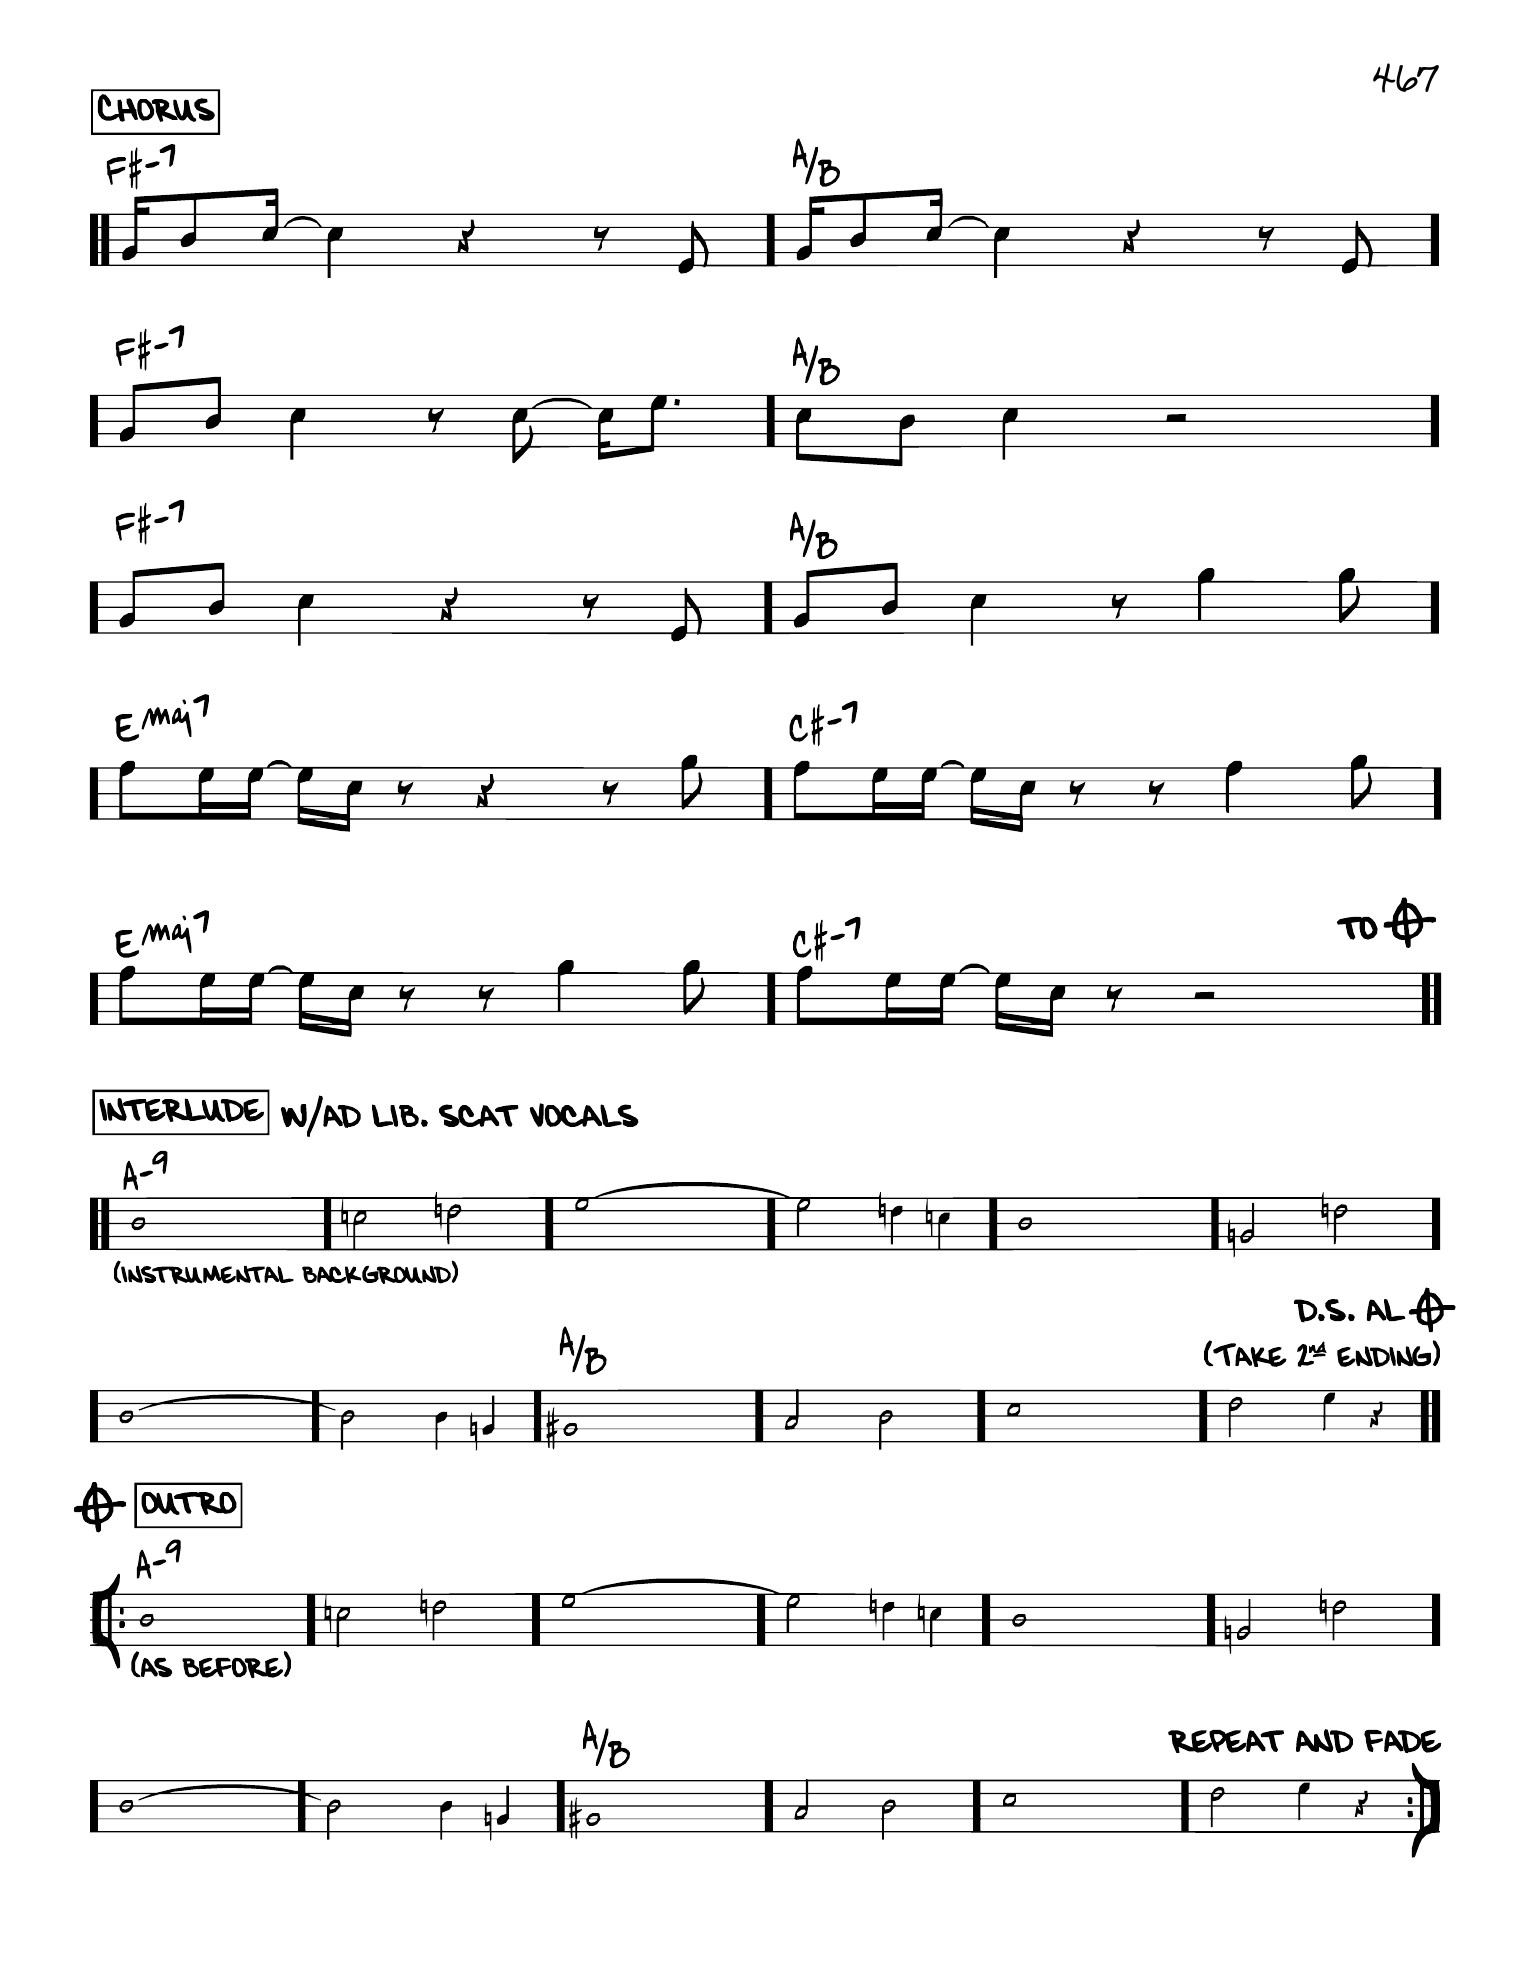 467
CHORUS
F#-7 A/B
F#-7 A/B
F#-7 A/B
Emaj7 C#-7
TO
Emaj7 C#-7
INTERLUDE W/AD LIB. SCAT VOCALS
A-9
(INSTRUMENTAL BACKGROUND)
D.S. AL
A/B (TAKE 2nd ENDING)
OUTRO
A-9
(AS BEFORE)
A/B REPEAT AND FADE